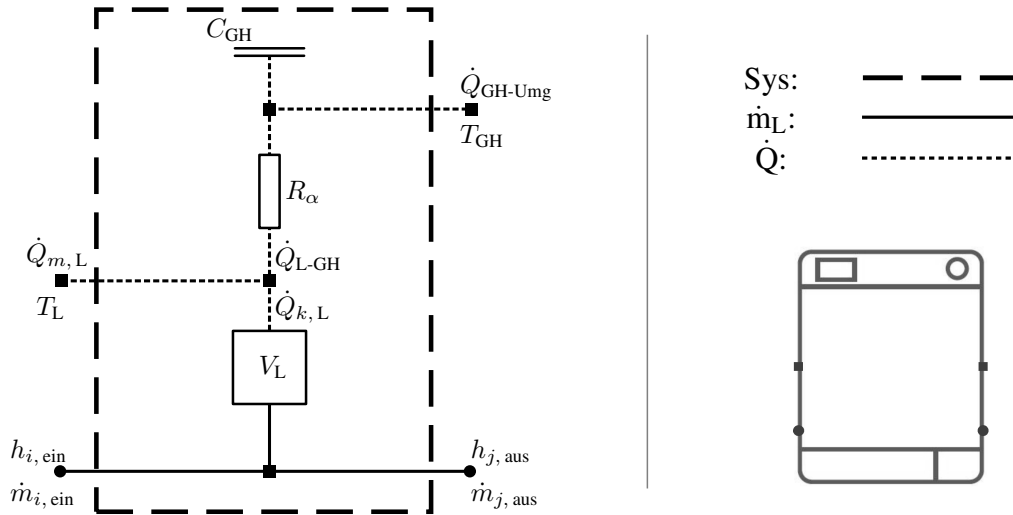 C_GH
Q̇_GH-Umg
T_GH
R_α
Q̇_m, L
Q̇_L-GH
T_L
Q̇_k, L
V_L
h_i, ein
h_j, aus
ṁ_i, ein
ṁ_j, aus
Sys:
ṁ_L:
Q̇: